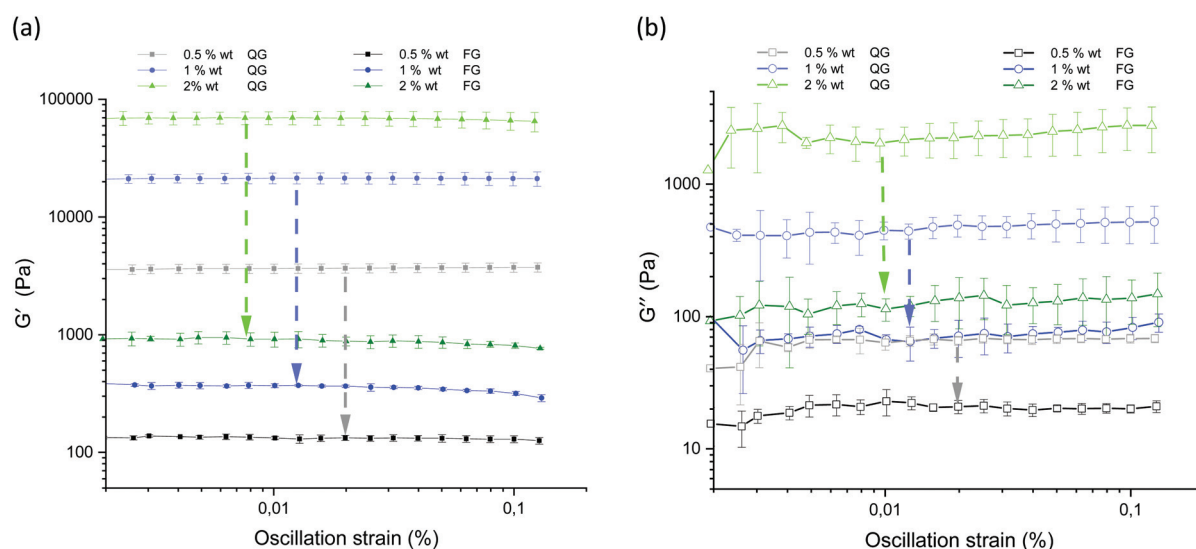 (a)
0.5 % wt QG 0.5 % wt FG
1 % wt QG 1 % wt FG
2% wt QG 2 % wt FG
100000
10000
1000
100
G′ (Pa)
0,01 0,1
Oscillation strain (%)
(b)
0.5 % wt QG 0.5 % wt FG
1 % wt QG 1 % wt FG
2% wt QG 2 % wt FG
1000
100
10
G′′ (Pa)
0,01 0,1
Oscillation strain (%)